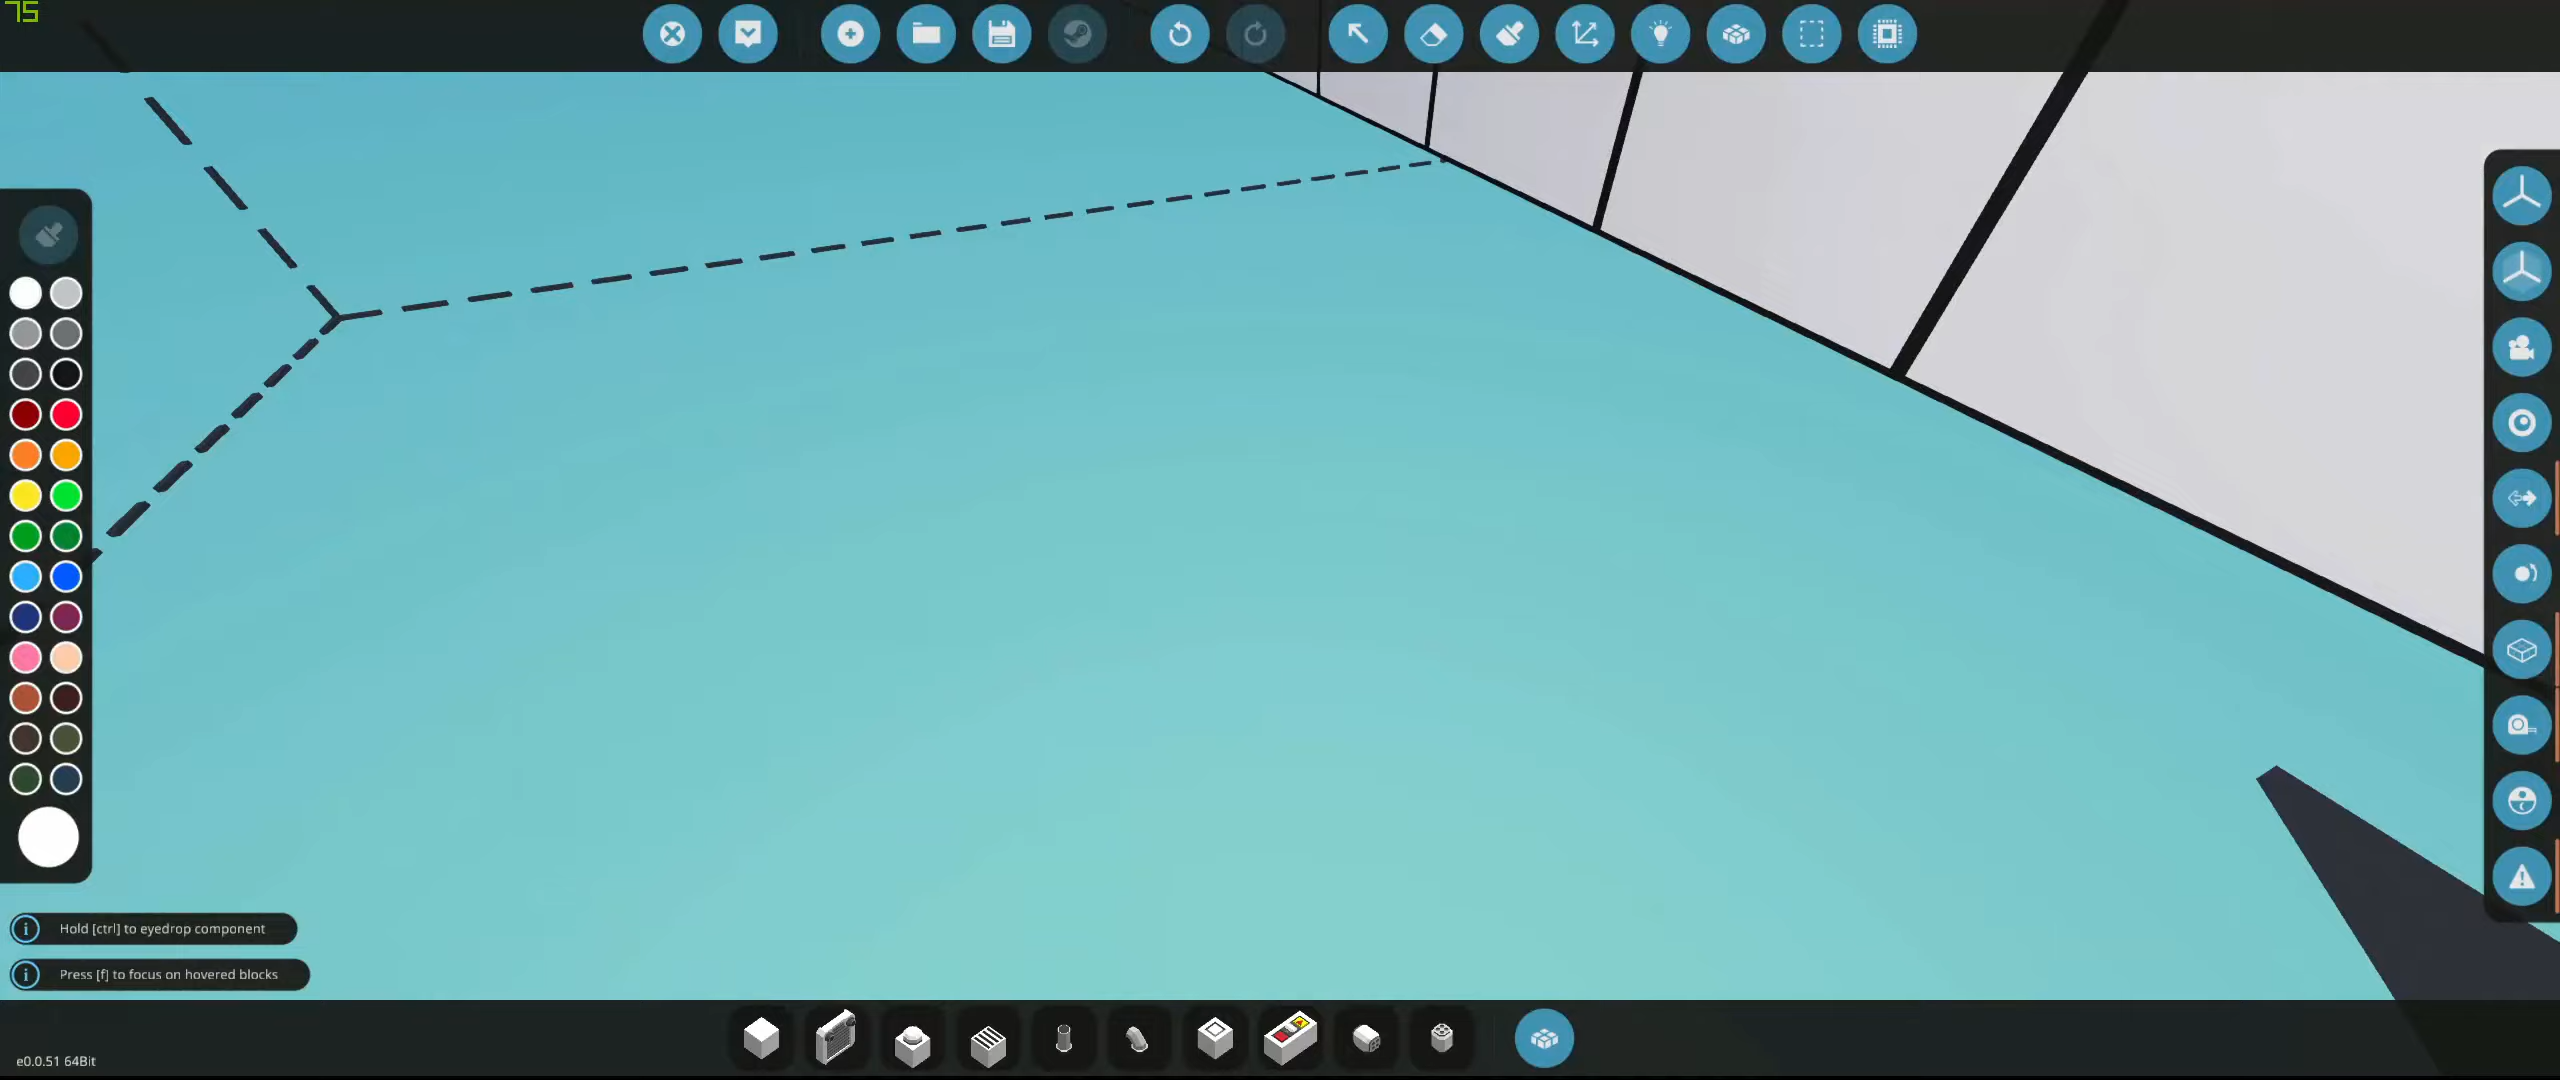 75
Hold [ctrl] to eyedrop component
Press [f] to focus on hovered blocks
e0.0.51 64Bit